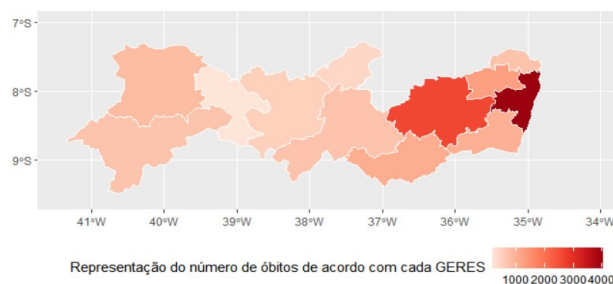 7°S
8°S
9°S
41°W 40°W 39°W 38°W 37°W 36°W 35°W 34°W
Representação do número de óbitos de acordo com cada GERES
1000 2000 3000 4000